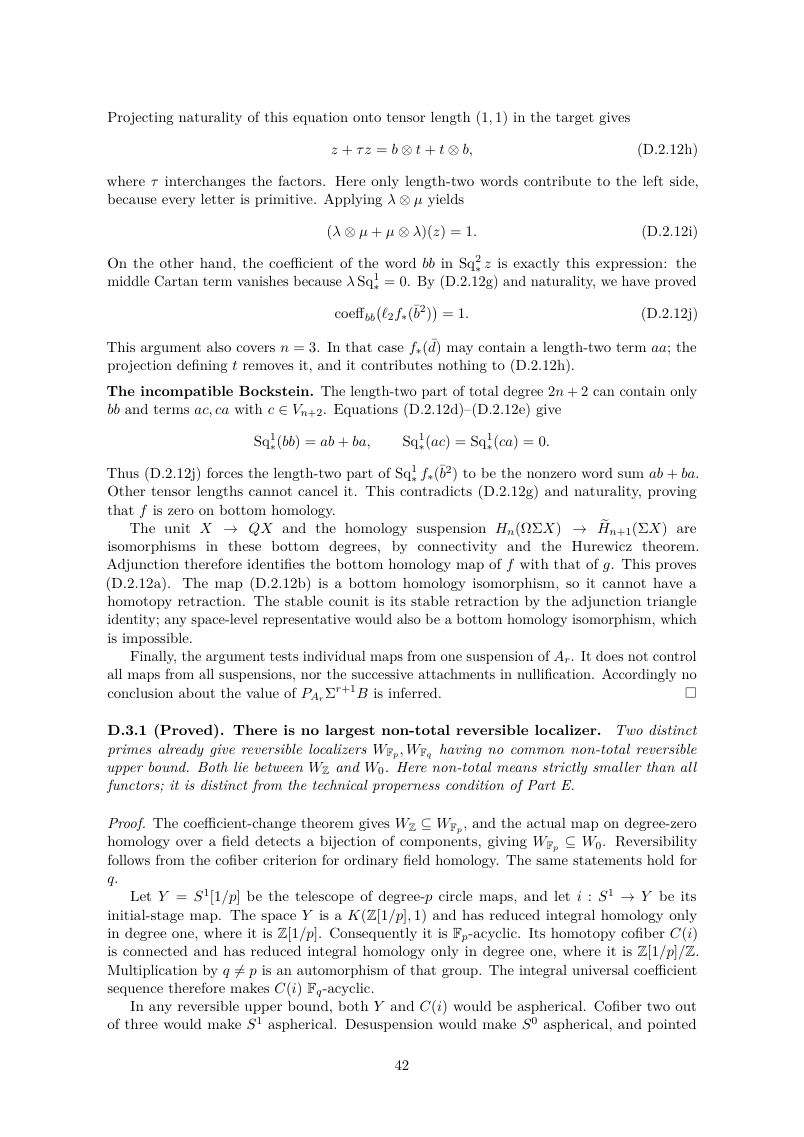 Projecting naturality of this equation onto tensor length (1, 1) in the target gives
z + τz = b ⊗ t + t ⊗ b, (D.2.12h)
where τ interchanges the factors. Here only length-two words contribute to the left side,
because every letter is primitive. Applying λ ⊗ μ yields
(λ ⊗ μ + μ ⊗ λ)(z) = 1. (D.2.12i)
On the other hand, the coefficient of the word bb in Sq²∗ z is exactly this expression: the
middle Cartan term vanishes because λ Sq¹∗ = 0. By (D.2.12g) and naturality, we have proved
coeff_bb(ℓ₂f∗(b̄²)) = 1. (D.2.12j)
This argument also covers n = 3. In that case f∗(d̄) may contain a length-two term aa; the
projection defining t removes it, and it contributes nothing to (D.2.12h).
The incompatible Bockstein. The length-two part of total degree 2n + 2 can contain only
bb and terms ac, ca with c ∈ Vₙ₊₂. Equations (D.2.12d)–(D.2.12e) give
Sq¹∗(bb) = ab + ba, Sq¹∗(ac) = Sq¹∗(ca) = 0.
Thus (D.2.12j) forces the length-two part of Sq¹∗ f∗(b̄²) to be the nonzero word sum ab + ba.
Other tensor lengths cannot cancel it. This contradicts (D.2.12g) and naturality, proving
that f is zero on bottom homology.
The unit X → QX and the homology suspension Hₙ(ΩΣX) → H̃ₙ₊₁(ΣX) are
isomorphisms in these bottom degrees, by connectivity and the Hurewicz theorem.
Adjunction therefore identifies the bottom homology map of f with that of g. This proves
(D.2.12a). The map (D.2.12b) is a bottom homology isomorphism, so it cannot have a
homotopy retraction. The stable counit is its stable retraction by the adjunction triangle
identity; any space-level representative would also be a bottom homology isomorphism, which
is impossible.
Finally, the argument tests individual maps from one suspension of Aᵣ. It does not control
all maps from all suspensions, nor the successive attachments in nullification. Accordingly no
conclusion about the value of P_{Aᵣ}Σʳ⁺¹B is inferred. □
D.3.1 (Proved). There is no largest non-total reversible localizer. Two distinct
primes already give reversible localizers W_{𝔽ₚ}, W_{𝔽_q} having no common non-total reversible
upper bound. Both lie between W_ℤ and W₀. Here non-total means strictly smaller than all
functors; it is distinct from the technical properness condition of Part E.
Proof. The coefficient-change theorem gives W_ℤ ⊆ W_{𝔽ₚ}, and the actual map on degree-zero
homology over a field detects a bijection of components, giving W_{𝔽ₚ} ⊆ W₀. Reversibility
follows from the cofiber criterion for ordinary field homology. The same statements hold for
q.
Let Y = S¹[1/p] be the telescope of degree-p circle maps, and let i : S¹ → Y be its
initial-stage map. The space Y is a K(ℤ[1/p], 1) and has reduced integral homology only
in degree one, where it is ℤ[1/p]. Consequently it is 𝔽ₚ-acyclic. Its homotopy cofiber C(i)
is connected and has reduced integral homology only in degree one, where it is ℤ[1/p]/ℤ.
Multiplication by q ≠ p is an automorphism of that group. The integral universal coefficient
sequence therefore makes C(i) 𝔽_q-acyclic.
In any reversible upper bound, both Y and C(i) would be aspherical. Cofiber two out
of three would make S¹ aspherical. Desuspension would make S⁰ aspherical, and pointed
42